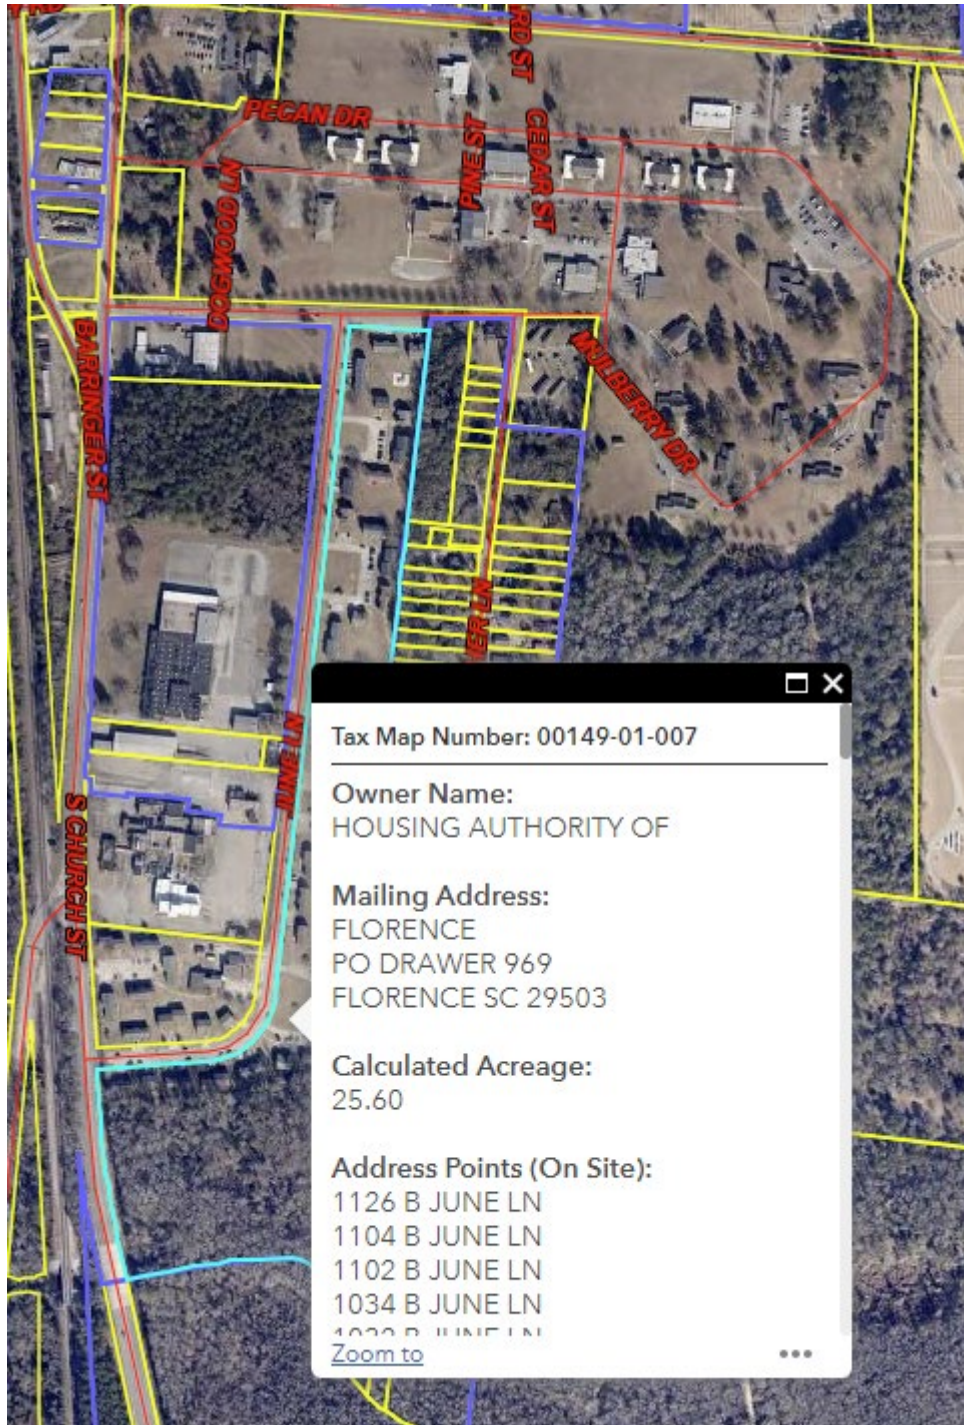 RD ST
PECAN DR
PINE ST
CEDAR ST
DOGWOOD LN
BARRINGER ST
MULBERRY DR
ER LN
JUNE LN
S CHURCH ST
Tax Map Number: 00149-01-007
Owner Name:
HOUSING AUTHORITY OF
Mailing Address:
FLORENCE
PO DRAWER 969
FLORENCE SC 29503
Calculated Acreage:
25.60
Address Points (On Site):
1126 B JUNE LN
1104 B JUNE LN
1102 B JUNE LN
1034 B JUNE LN
Zoom to